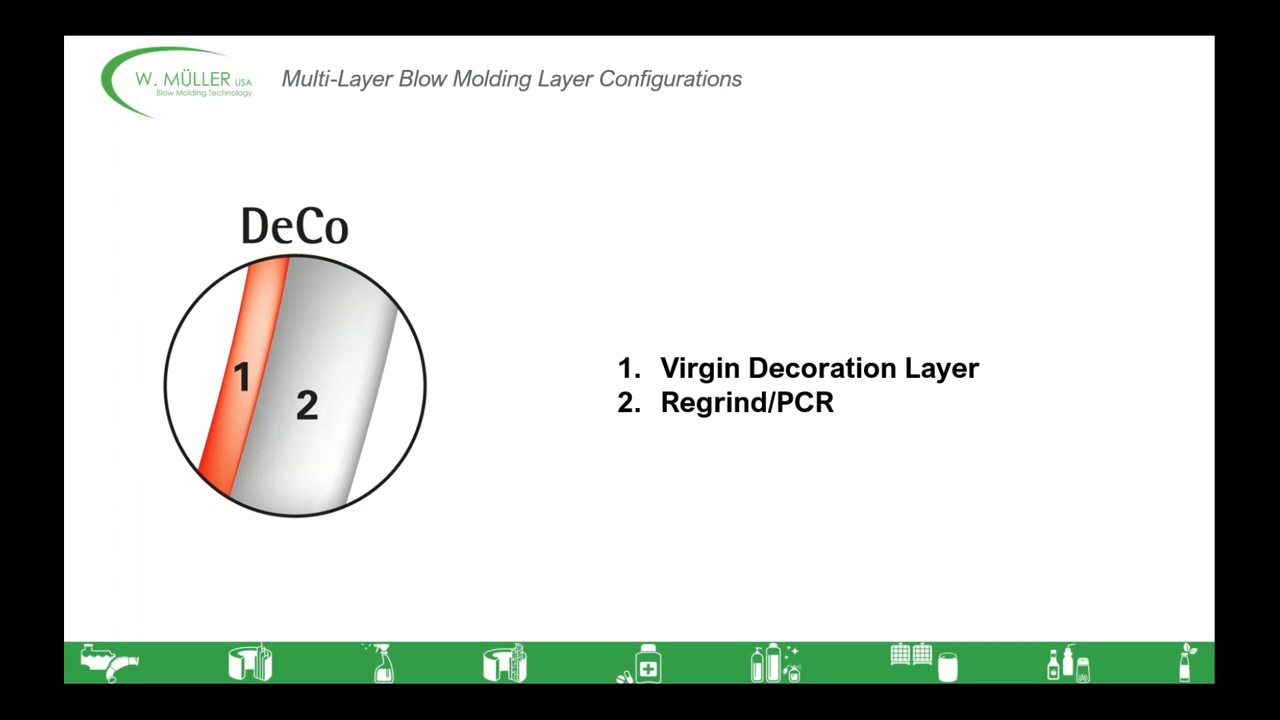 W. MÜLLER USA
Blow Molding Technology
Multi-Layer Blow Molding Layer Configurations
DeCo
1
2
1. Virgin Decoration Layer
2. Regrind/PCR